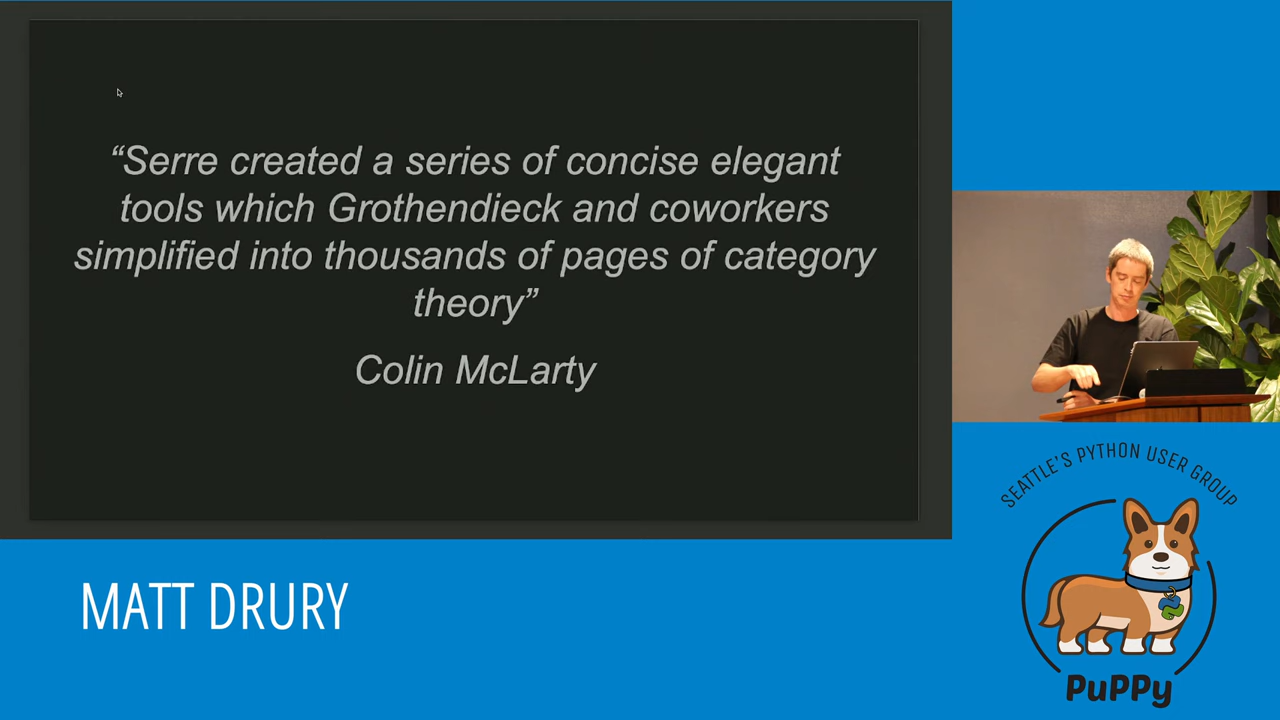 “Serre created a series of concise elegant
tools which Grothendieck and coworkers
simplified into thousands of pages of category
theory”
Colin McLarty
SEATTLE'S PYTHON USER GROUP
MATT DRURY
PuPPy